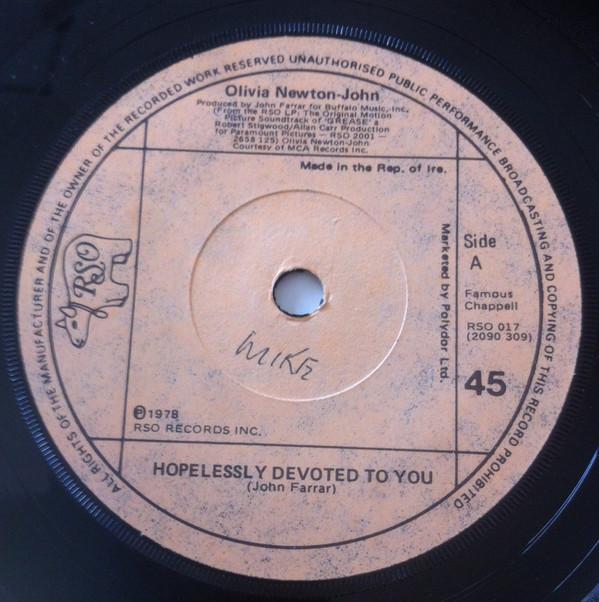 ALL RIGHTS OF THE MANUFACTURER AND OF THE OWNER OF THE RECORDED WORK RESERVED UNAUTHORISED PUBLIC PERFORMANCE BROADCASTING AND COPYING OF THIS RECORD PROHIBITED
Olivia Newton-John
Produced by John Farrar for Buffalo Music, Inc.
(From the RSO LP: The Original Motion
Picture Soundtrack of 'GREASE' a
Robert Stigwood/Allan Carr Production
for Paramount Pictures — RSO 2001 —
2658 125) Olivia Newton-John
Courtesy of MCA Records Inc.
Made in the Rep. of Ire.
RSO
Marketed by Polydor Ltd.
Side
A
Famous
Chappell
RSO 017
(2090 309)
45
MIKE
℗1978
RSO RECORDS INC.
HOPELESSLY DEVOTED TO YOU
(John Farrar)